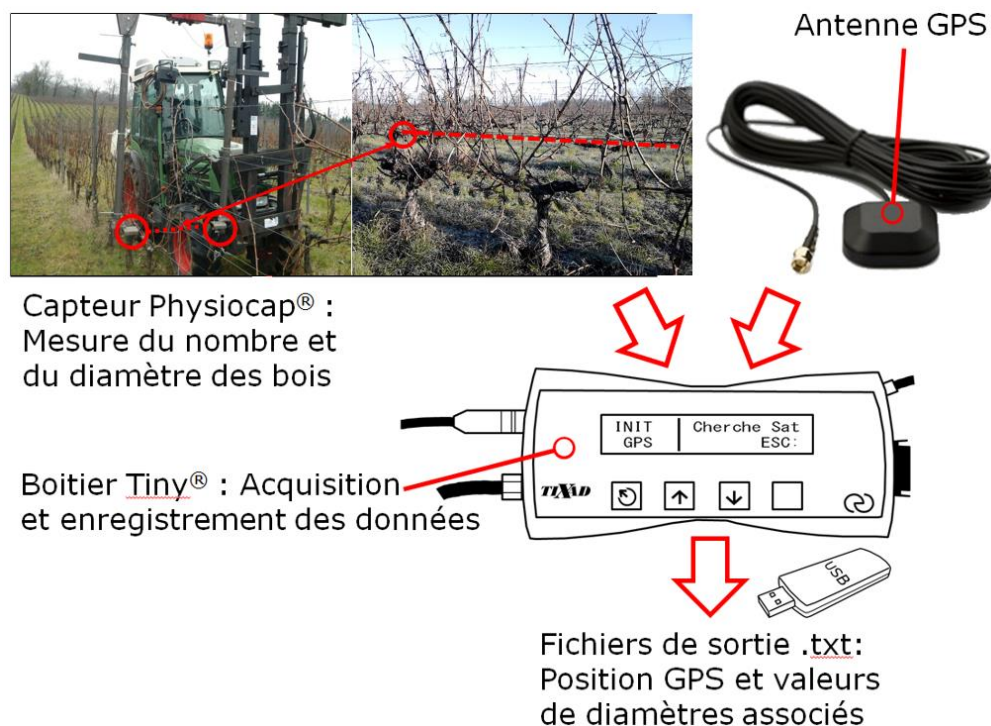 Antenne GPS
Capteur Physiocap® :
Mesure du nombre et
du diamètre des bois
INIT
GPS
Cherche Sat
ESC:
Boitier Tiny® : Acquisition
et enregistrement des données
TIXAD
USB
Fichiers de sortie .txt:
Position GPS et valeurs
de diamètres associés